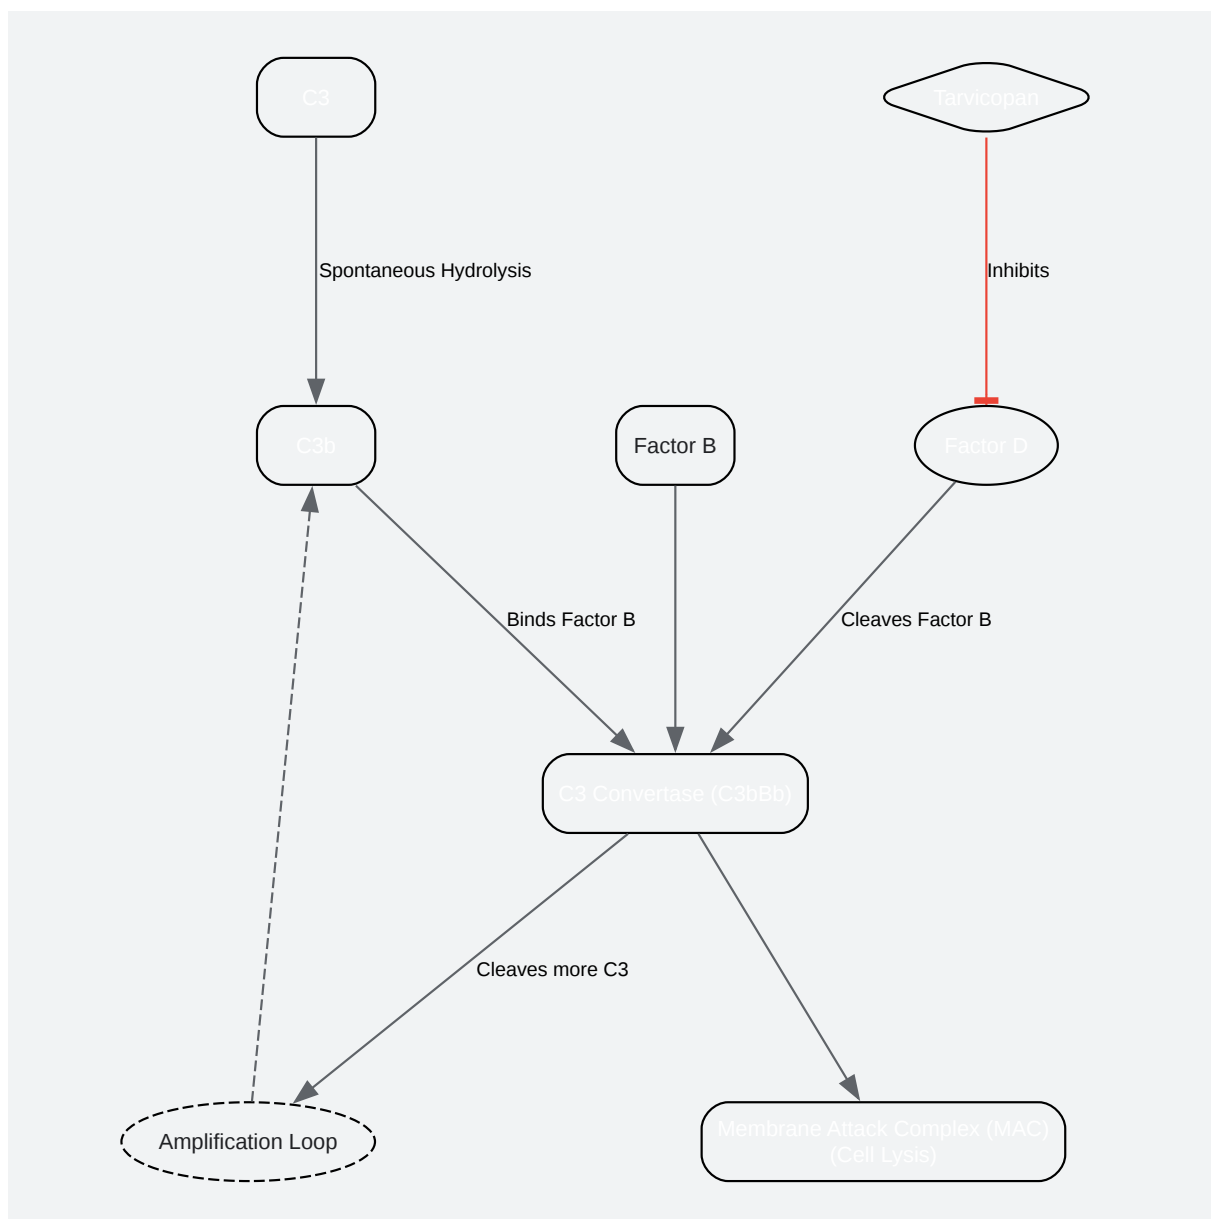 C3
Tarvicopan
Spontaneous Hydrolysis
Inhibits
C3b
Factor B
Factor D
Binds Factor B
Cleaves Factor B
C3 Convertase (C3bBb)
Cleaves more C3
Amplification Loop
Membrane Attack Complex (MAC)
(Cell Lysis)